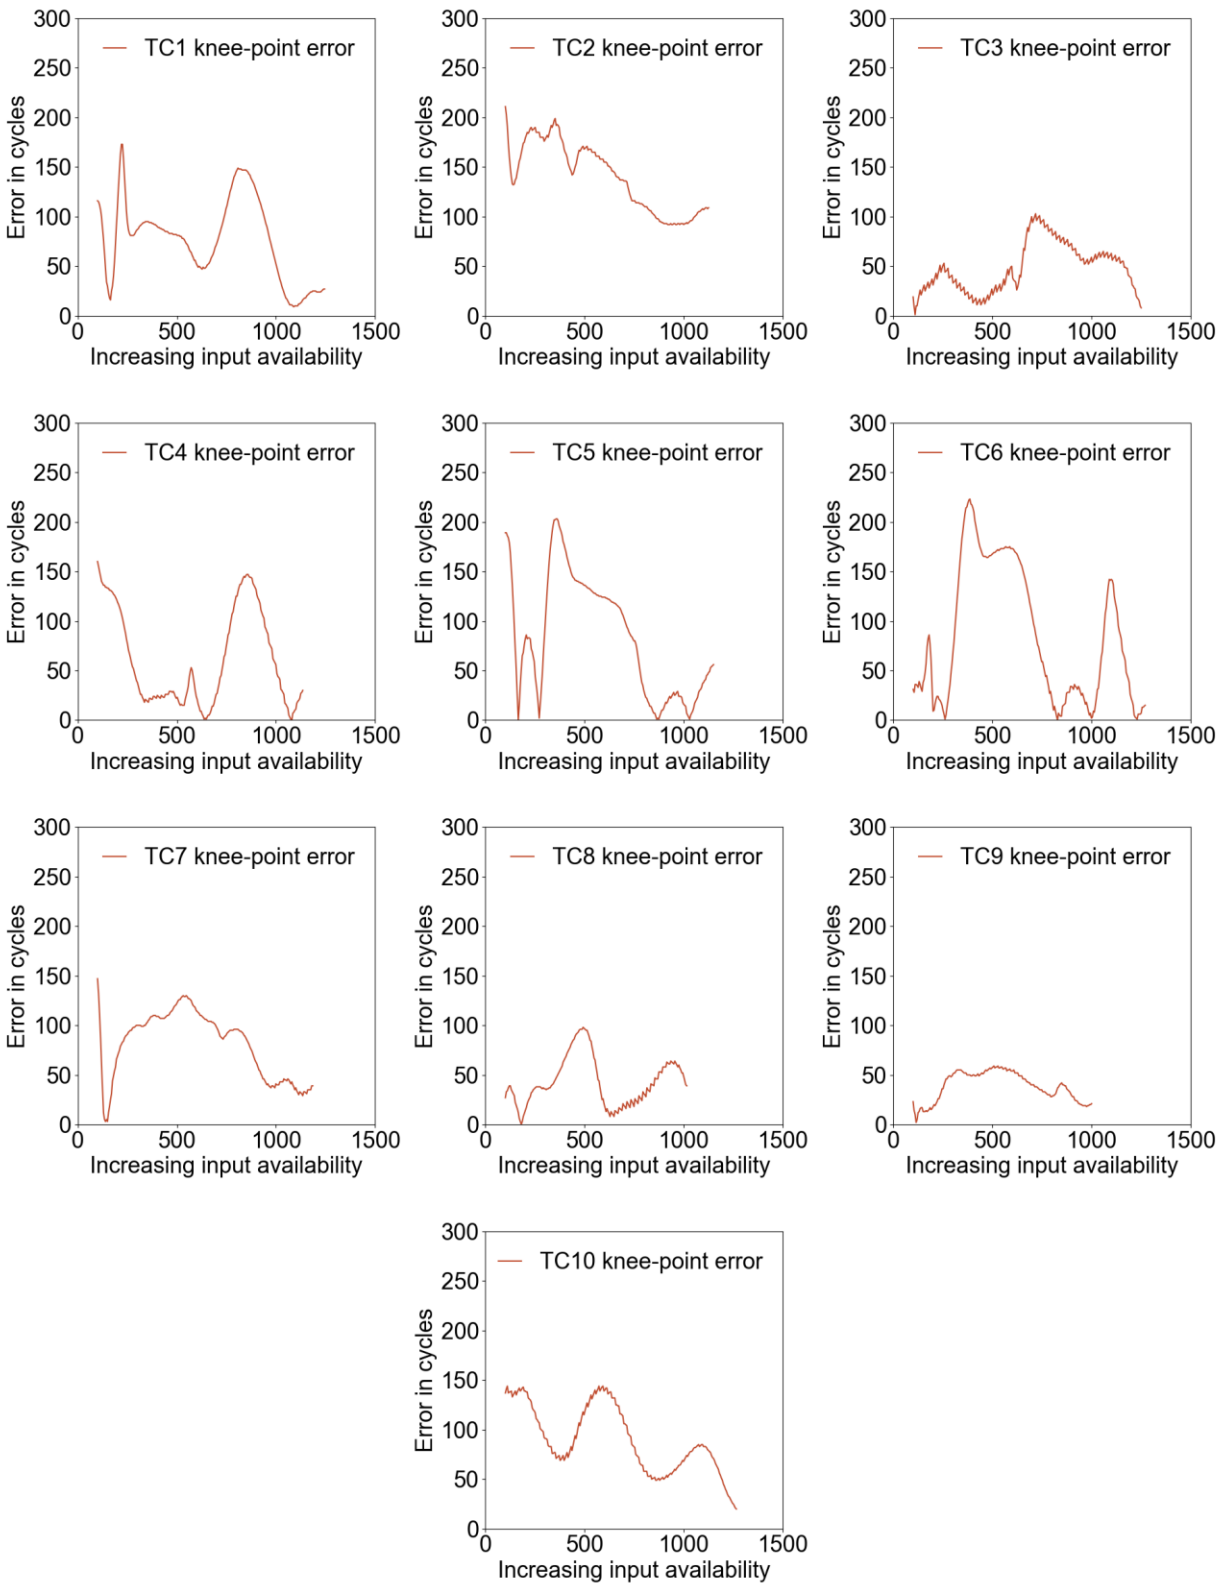 TC1 knee-point error
300
250
200
150
100
50
0
0 500 1000 1500
Error in cycles
Increasing input availability
TC2 knee-point error
300
250
200
150
100
50
0
0 500 1000 1500
Error in cycles
Increasing input availability
TC3 knee-point error
300
250
200
150
100
50
0
0 500 1000 1500
Error in cycles
Increasing input availability
TC4 knee-point error
300
250
200
150
100
50
0
0 500 1000 1500
Error in cycles
Increasing input availability
TC5 knee-point error
300
250
200
150
100
50
0
0 500 1000 1500
Error in cycles
Increasing input availability
TC6 knee-point error
300
250
200
150
100
50
0
0 500 1000 1500
Error in cycles
Increasing input availability
TC7 knee-point error
300
250
200
150
100
50
0
0 500 1000 1500
Error in cycles
Increasing input availability
TC8 knee-point error
300
250
200
150
100
50
0
0 500 1000 1500
Error in cycles
Increasing input availability
TC9 knee-point error
300
250
200
150
100
50
0
0 500 1000 1500
Error in cycles
Increasing input availability
TC10 knee-point error
300
250
200
150
100
50
0
0 500 1000 1500
Error in cycles
Increasing input availability